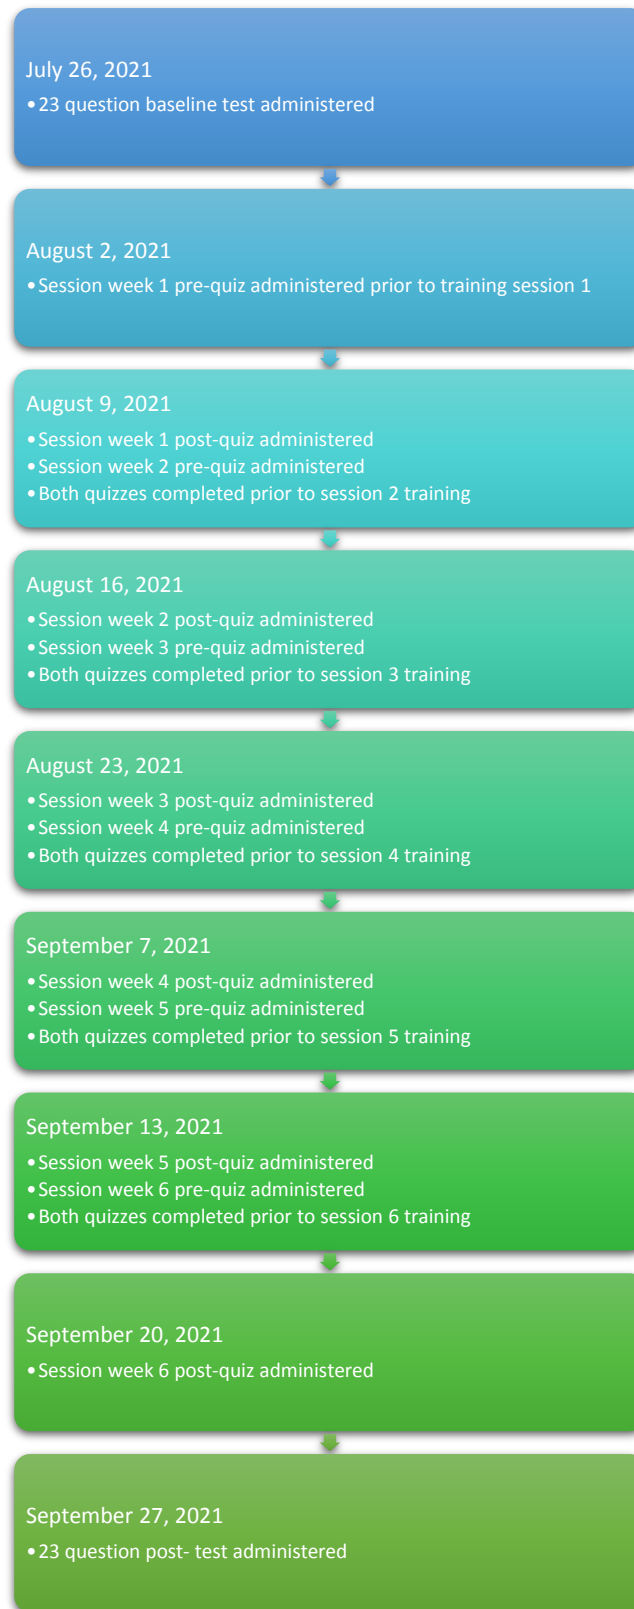 July 26, 2021
•23 question baseline test administered
August 2, 2021
•Session week 1 pre-quiz administered prior to training session 1
August 9, 2021
•Session week 1 post-quiz administered
•Session week 2 pre-quiz administered
•Both quizzes completed prior to session 2 training
August 16, 2021
•Session week 2 post-quiz administered
•Session week 3 pre-quiz administered
•Both quizzes completed prior to session 3 training
August 23, 2021
•Session week 3 post-quiz administered
•Session week 4 pre-quiz administered
•Both quizzes completed prior to session 4 training
September 7, 2021
•Session week 4 post-quiz administered
•Session week 5 pre-quiz administered
•Both quizzes completed prior to session 5 training
September 13, 2021
•Session week 5 post-quiz administered
•Session week 6 pre-quiz administered
•Both quizzes completed prior to session 6 training
September 20, 2021
•Session week 6 post-quiz administered
September 27, 2021
•23 question post- test administered